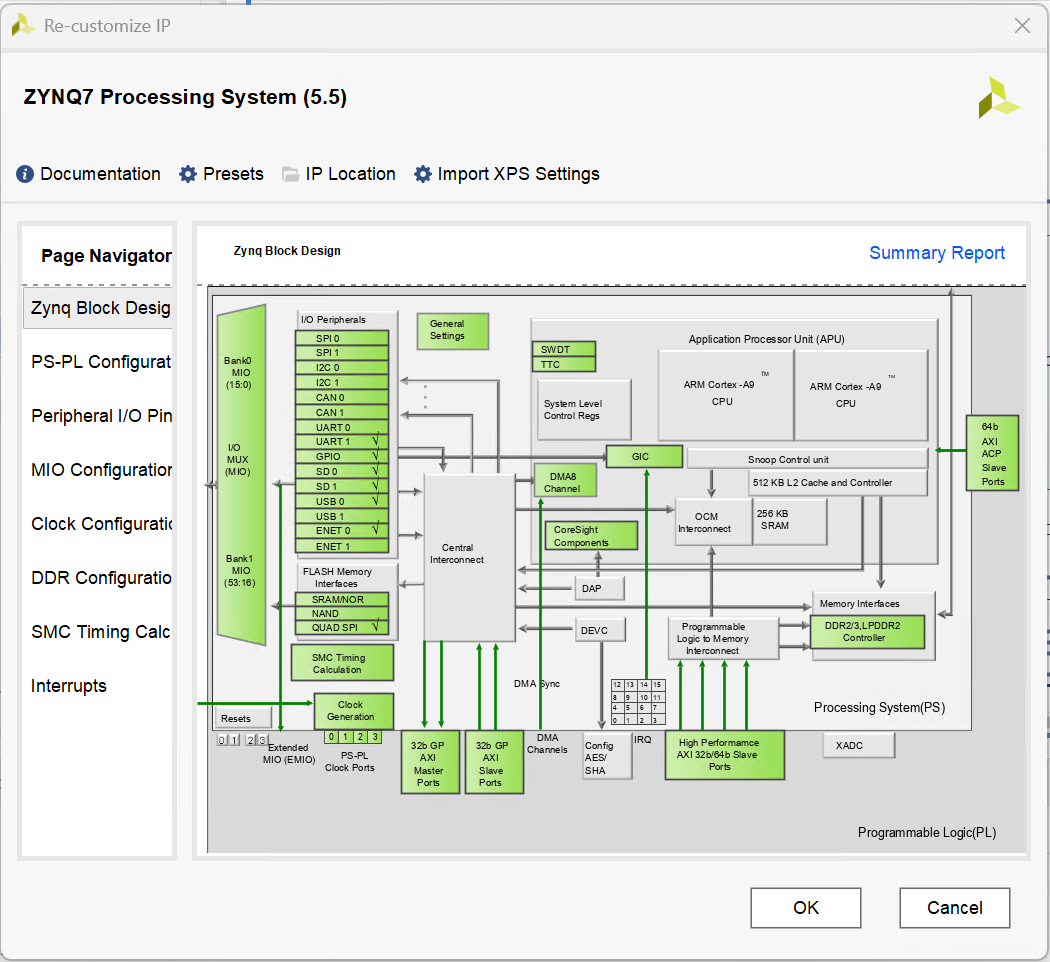 Re-customize IP
ZYNQ7 Processing System (5.5)
Documentation
Presets
IP Location
Import XPS Settings
Page Navigator
Zynq Block Desig
PS-PL Configurat
Peripheral I/O Pin
MIO Configuration
Clock Configuratic
DDR Configuratio
SMC Timing Calc
Interrupts
Zynq Block Design
Summary Report
Bank0
MIO
(15:0)
I/O
MUX
(MIO)
Bank1
MIO
(53:16)
I/O Peripherals
SPI 0
SPI 1
I2C 0
I2C 1
CAN 0
CAN 1
UART 0
UART 1 √
GPIO √
SD 0 √
SD 1 √
USB 0 √
USB 1
ENET 0 √
ENET 1
FLASH Memory
Interfaces
SRAM/NOR
NAND
QUAD SPI √
SMC Timing
Calculation
Clock
Generation
0 1 2 3
PS-PL
Clock Ports
Resets
0 1 2 3
Extended
MIO (EMIO)
General
Settings
Central
Interconnect
32b GP
AXI
Master
Ports
32b GP
AXI
Slave
Ports
DMA Sync
DMA
Channels
Application Processor Unit (APU)
SWDT
TTC
System Level
Control Regs
ARM Cortex -A9 ™
CPU
ARM Cortex -A9 ™
CPU
GIC
Snoop Control unit
DMA8
Channel
512 KB L2 Cache and Controller
OCM
Interconnect
256 KB
SRAM
CoreSight
Components
DAP
DEVC
Programmable
Logic to Memory
Interconnect
Memory Interfaces
DDR2/3,LPDDR2
Controller
64b
AXI
ACP
Slave
Ports
12 13 14 15
8 9 10 11
4 5 6 7
0 1 2 3
IRQ
Config
AES/
SHA
High Performance
AXI 32b/64b Slave
Ports
Processing System(PS)
XADC
Programmable Logic(PL)
OK
Cancel